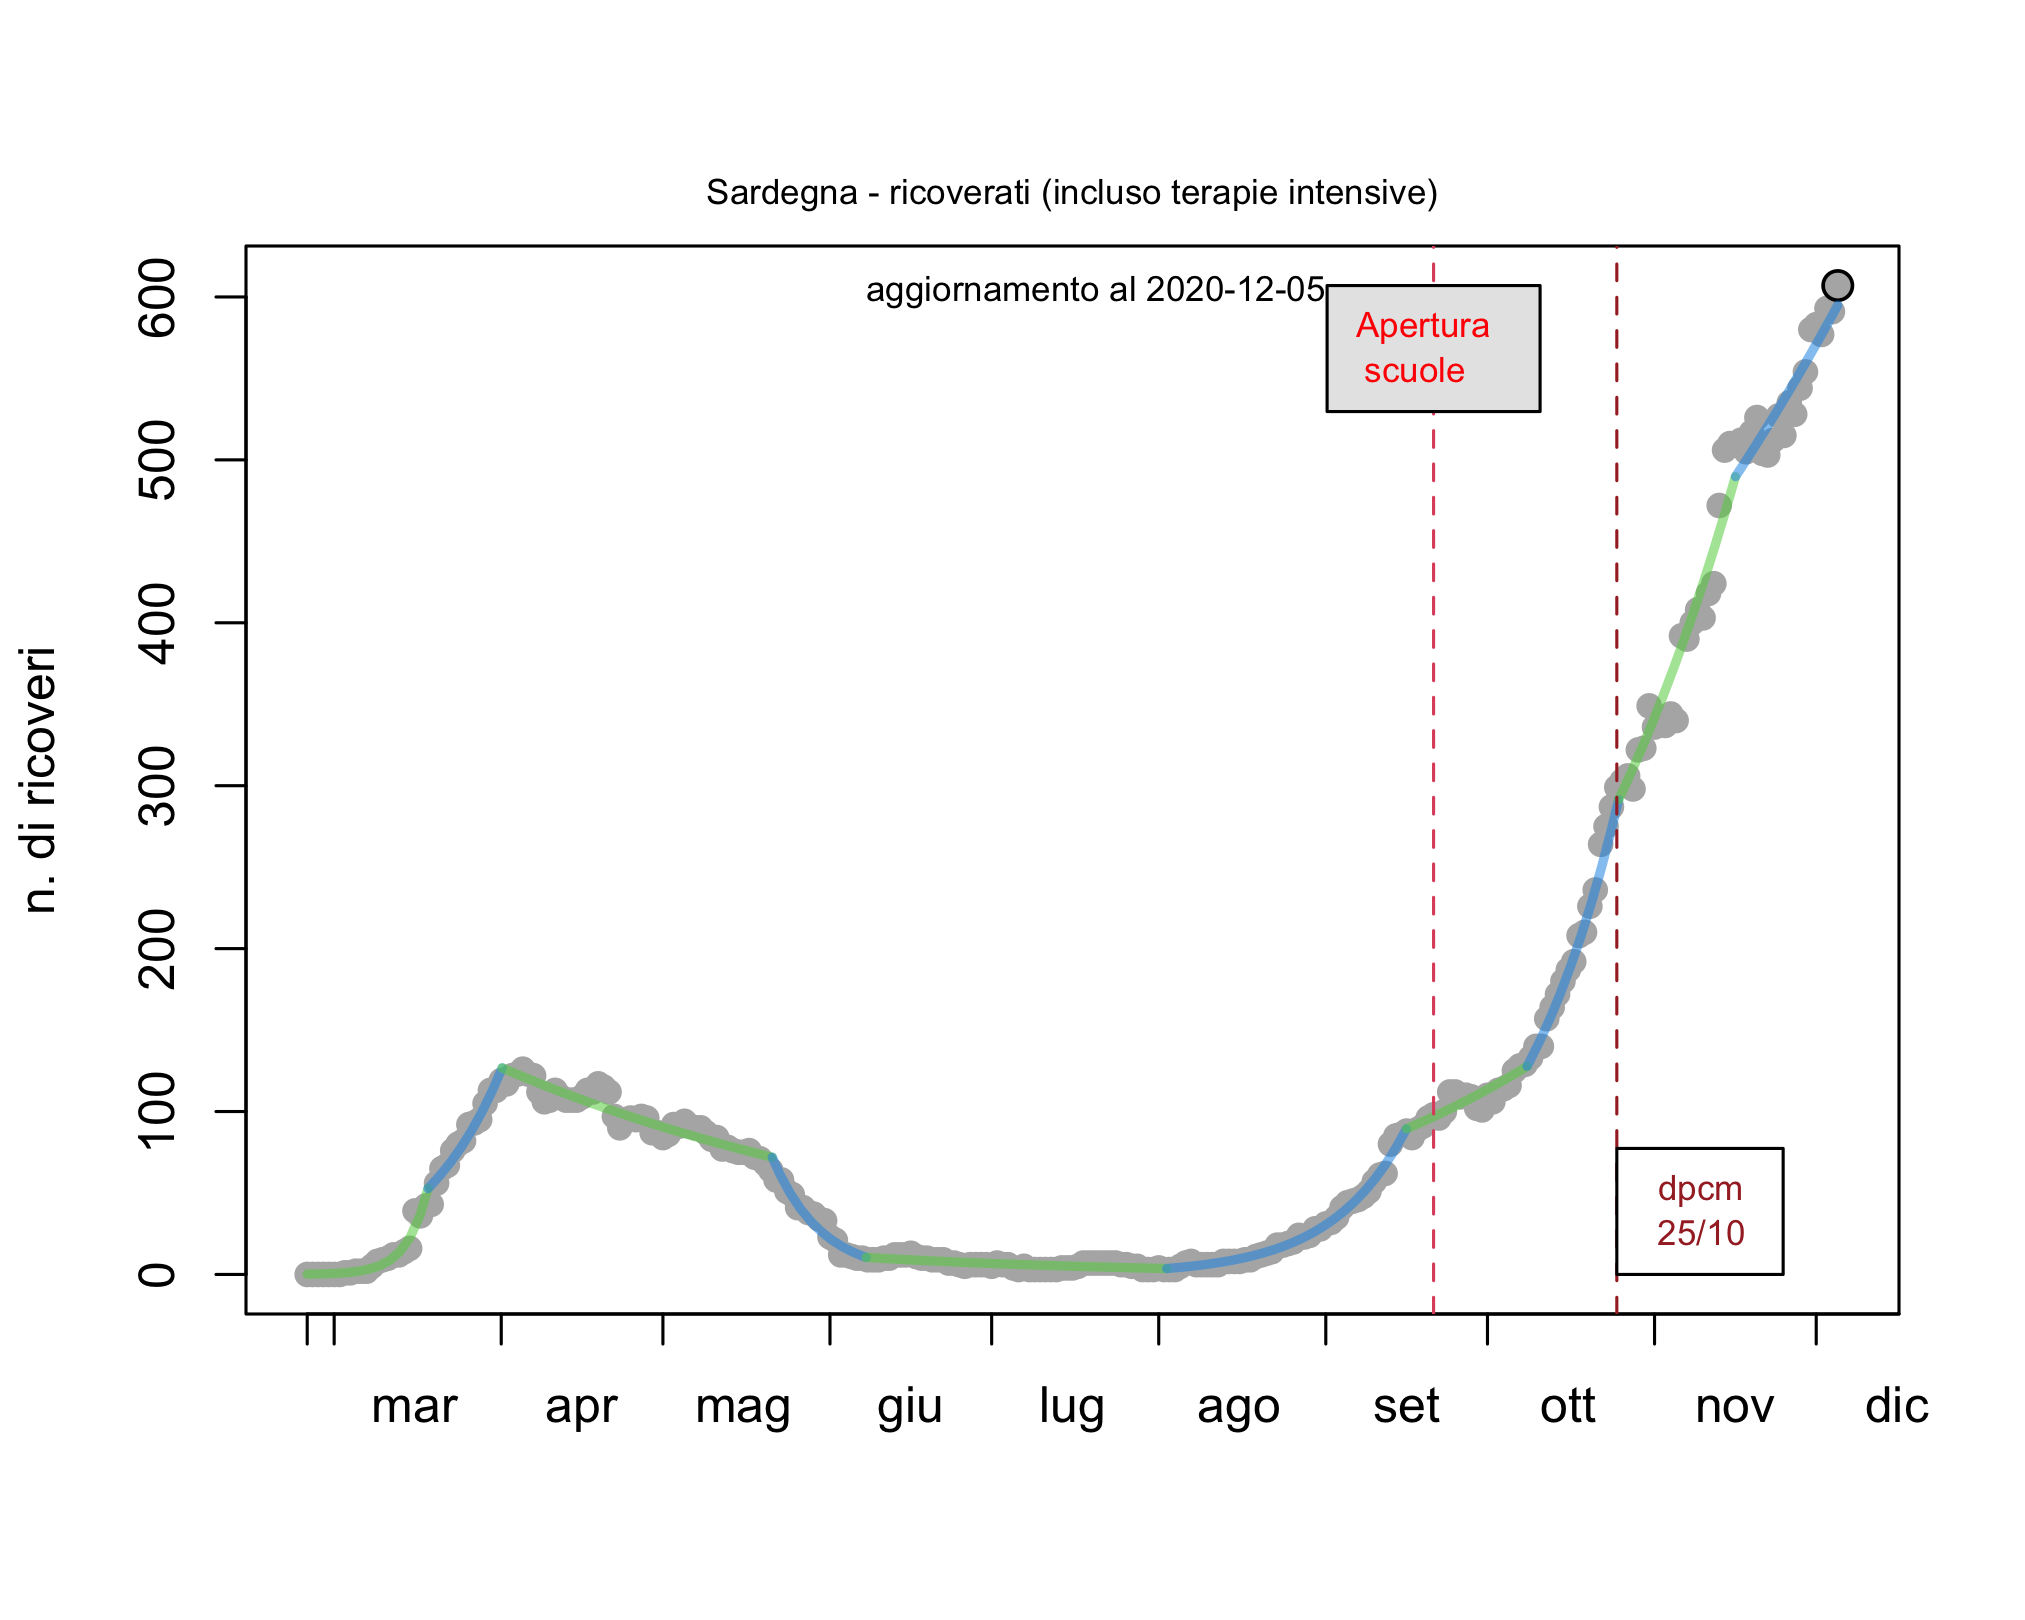 Sardegna - ricoverati (incluso terapie intensive)
aggiornamento al 2020-12-05
Apertura
scuole
600
500
400
300
200
100
0
n. di ricoveri
dpcm
25/10
mar apr mag giu lug ago set ott nov dic